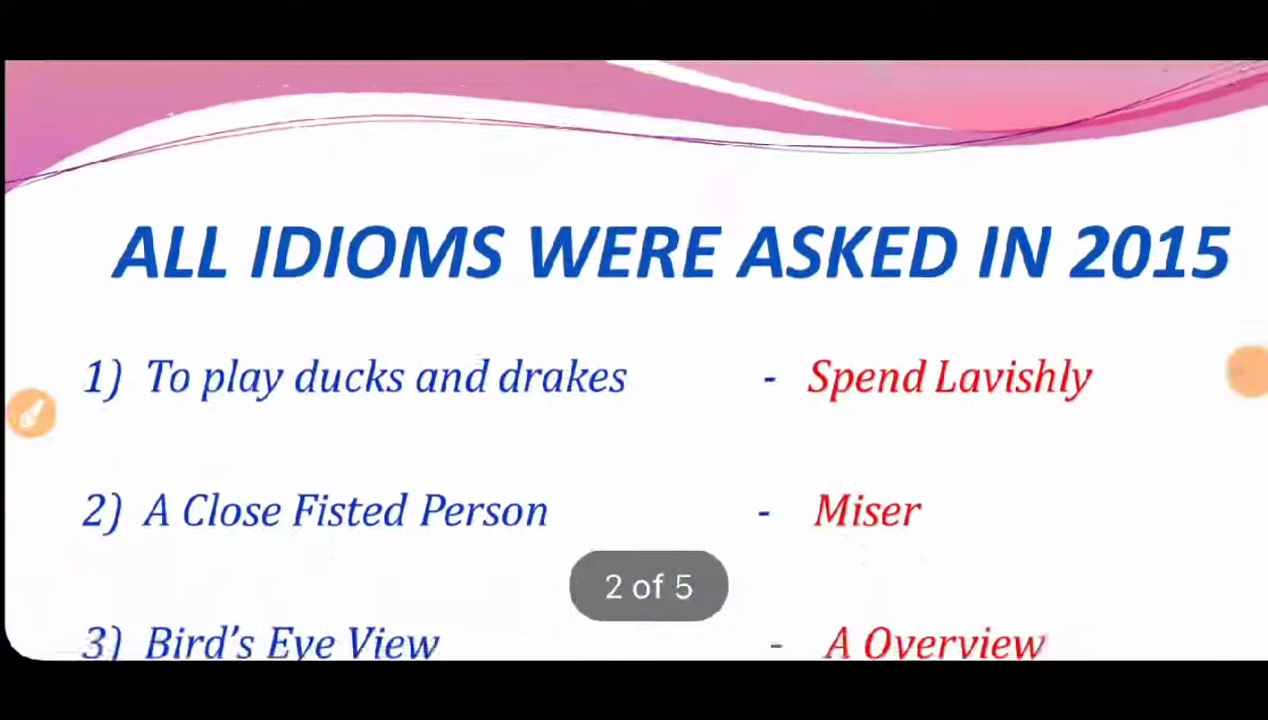 ALL IDIOMS WERE ASKED IN 2015
1) To play ducks and drakes - Spend Lavishly
2) A Close Fisted Person - Miser
2 of 5
3) Bird's Eye View - A Overview